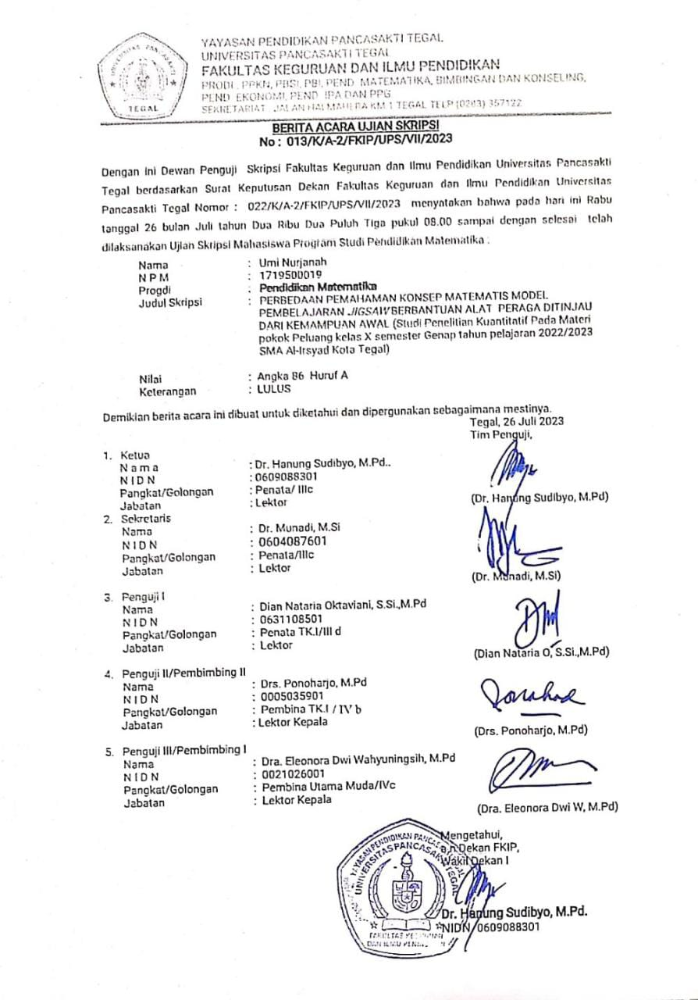 UNIVERSITAS PANCASAKTI
TEGAL
YAYASAN PENDIDIKAN PANCASAKTI TEGAL
UNIVERSITAS PANCASAKTI TEGAL
FAKULTAS KEGURUAN DAN ILMU PENDIDIKAN
PRODI : PPKN, PBSI, PBI, PEND. MATEMATIKA, BIMBINGAN DAN KONSELING,
PEND. EKONOMI, PEND. IPA DAN PPG
SEKRETARIAT : JALAN HALMAHERA KM 1 TEGAL TELP (0283) 357122
BERITA ACARA UJIAN SKRIPSI
No : 013/K/A-2/FKIP/UPS/VII/2023
Dengan ini Dewan Penguji Skripsi Fakultas Keguruan dan Ilmu Pendidikan Universitas Pancasakti
Tegal berdasarkan Surat Keputusan Dekan Fakultas Keguruan dan Ilmu Pendidikan Universitas
Pancasakti Tegal Nomor : 022/K/A-2/FKIP/UPS/VII/2023 menyatakan bahwa pada hari ini Rabu
tanggal 26 bulan Juli tahun Dua Ribu Dua Puluh Tiga pukul 08.00 sampai dengan selesai telah
dilaksanakan Ujian Skripsi Mahasiswa Program Studi Pendidikan Matematika :
Nama : Umi Nurjanah
N P M : 1719500019
Progdi : Pendidikan Matematika
Judul Skripsi : PERBEDAAN PEMAHAMAN KONSEP MATEMATIS MODEL
PEMBELAJARAN JIGSAW BERBANTUAN ALAT PERAGA DITINJAU
DARI KEMAMPUAN AWAL (Studi Penelitian Kuantitatif Pada Materi
pokok Peluang kelas X semester Genap tahun pelajaran 2022/2023
SMA Al-Irsyad Kota Tegal)
Nilai : Angka 86 Huruf A
Keterangan : LULUS
Demikian berita acara ini dibuat untuk diketahui dan dipergunakan sebagaimana mestinya.
Tegal, 26 Juli 2023
Tim Penguji,
1. Ketua
N a m a : Dr. Hanung Sudibyo, M.Pd..
N I D N : 0609088301
Pangkat/Golongan : Penata/ IIIc
Jabatan : Lektor
(Dr. Hanung Sudibyo, M.Pd)
2. Sekretaris
Nama : Dr. Munadi, M.Si
N I D N : 0604087601
Pangkat/Golongan : Penata/IIIc
Jabatan : Lektor
(Dr. Munadi, M.Si)
3. Penguji I
Nama : Dian Nataria Oktaviani, S.Si.,M.Pd
N I D N : 0631108501
Pangkat/Golongan : Penata TK.I/III d
Jabatan : Lektor
(Dian Nataria O, S.Si.,M.Pd)
4. Penguji II/Pembimbing II
Nama : Drs. Ponoharjo, M.Pd
N I D N : 0005035901
Pangkat/Golongan : Pembina TK.I / IV b
Jabatan : Lektor Kepala
(Drs. Ponoharjo, M.Pd)
5. Penguji III/Pembimbing I
Nama : Dra. Eleonora Dwi Wahyuningsih, M.Pd
N I D N : 0021026001
Pangkat/Golongan : Pembina Utama Muda/IVc
Jabatan : Lektor Kepala
(Dra. Eleonora Dwi W, M.Pd)
Mengetahui,
a.n Dekan FKIP,
Wakil Dekan I
YAYASAN PENDIDIKAN PANCASAKTI TEGAL
UNIVERSITAS PANCASAKTI TEGAL
FAKULTAS KEGURUAN
DAN ILMU PENDIDIKAN
Dr. Hanung Sudibyo, M.Pd.
NIDN 0609088301